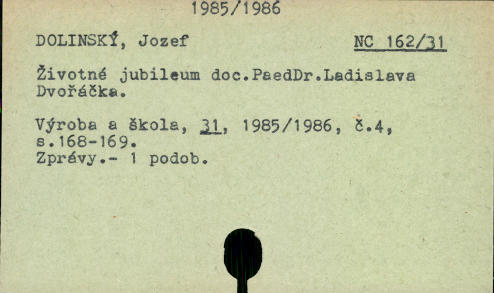 1985/1986
DOLINSKÝ, Jozef NC 162/31
Životné jubileum doc.PaedDr.Ladislava
Dvořáčka.
Výroba a škola, 31, 1985/1986, č.4,
s.168-169.
Zprávy.- 1 podob.